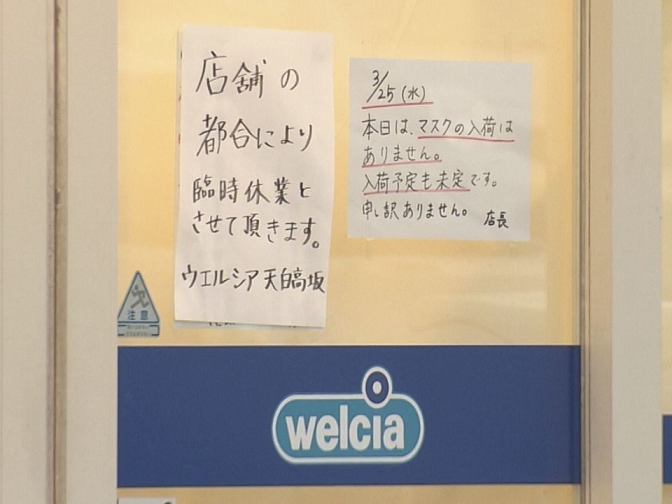 店舗の
都合により
臨時休業と
させて頂きます。
ウエルシア天白高坂
3/25(水)
本日は、マスクの入荷は
ありません。
入荷予定も未定です。
申し訳ありません。 店長
注意
welcia